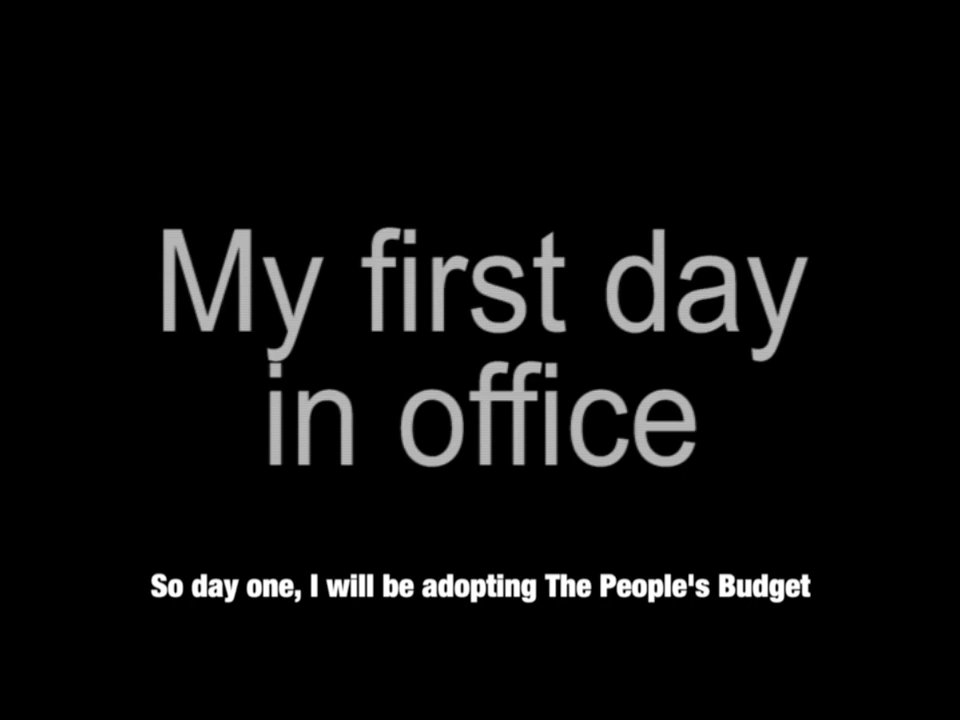 My first day
in office
So day one, I will be adopting The People's Budget